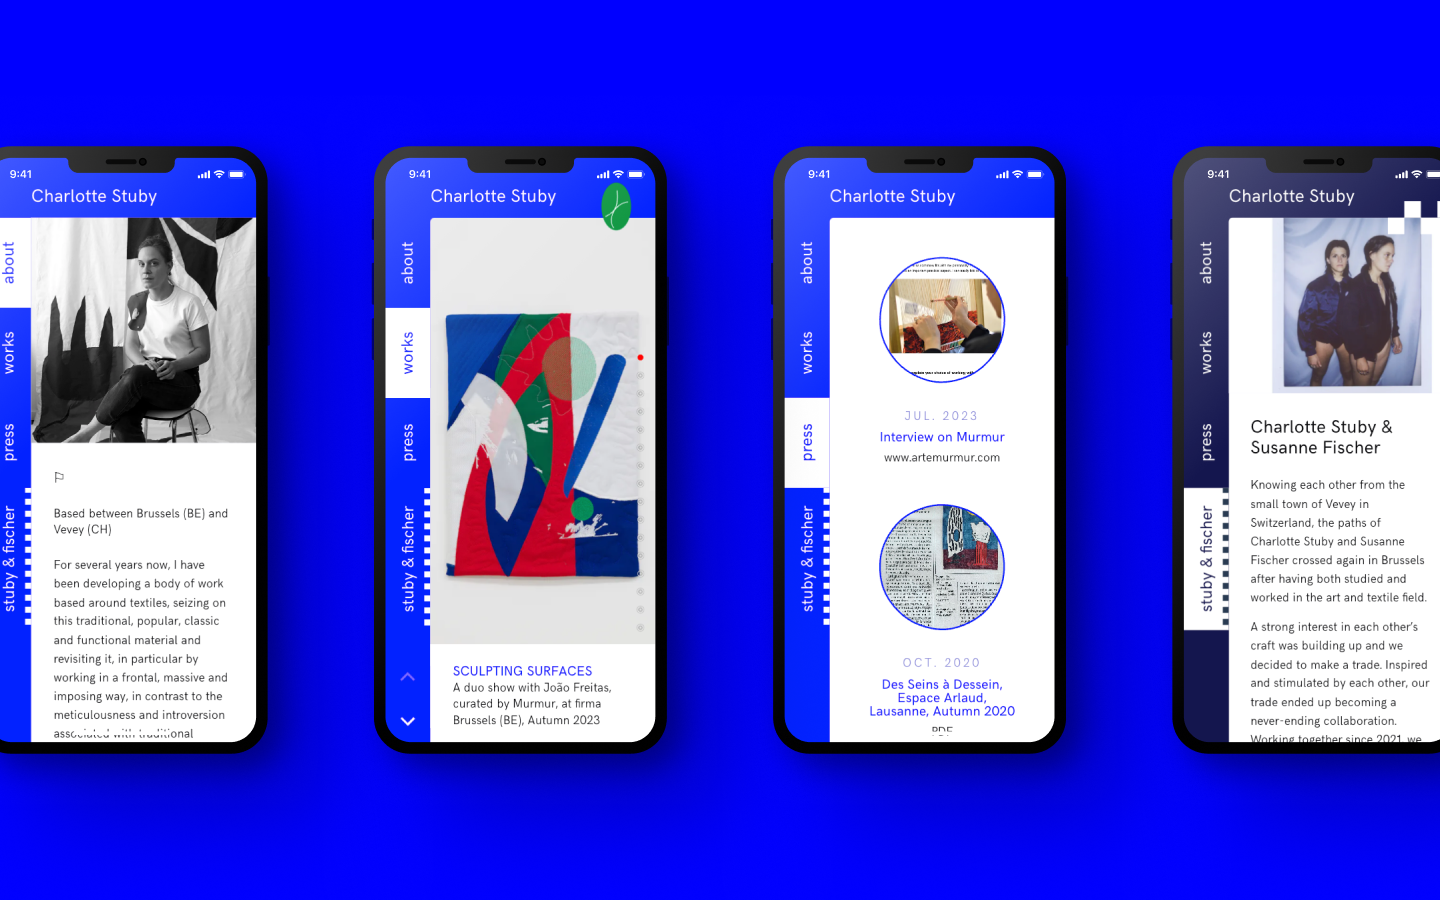 9:41
Charlotte Stuby
about
works
press
stuby & fischer
Based between Brussels (BE) and
Vevey (CH)
For several years now, I have
been developing a body of work
based around textiles, seizing on
this traditional, popular, classic
and functional material and
revisiting it, in particular by
working in a frontal, massive and
imposing way, in contrast to the
meticulousness and introversion
associated with traditional
9:41
Charlotte Stuby
about
works
press
stuby & fischer
SCULPTING SURFACES
A duo show with João Freitas,
curated by Murmur, at firma
Brussels (BE), Autumn 2023
9:41
Charlotte Stuby
about
works
press
stuby & fischer
JUL. 2023
Interview on Murmur
www.artemurmur.com
OCT. 2020
Des Seins à Dessein,
Espace Arlaud,
Lausanne, Autumn 2020
PDF
9:41
Charlotte Stuby
about
works
press
stuby & fischer
Charlotte Stuby &
Susanne Fischer
Knowing each other from the
small town of Vevey in
Switzerland, the paths of
Charlotte Stuby and Susanne
Fischer crossed again in Brussels
after having both studied and
worked in the art and textile field.
A strong interest in each other's
craft was building up and we
decided to make a trade. Inspired
and stimulated by each other, our
trade ended up becoming a
never-ending collaboration.
Working together since 2021, we